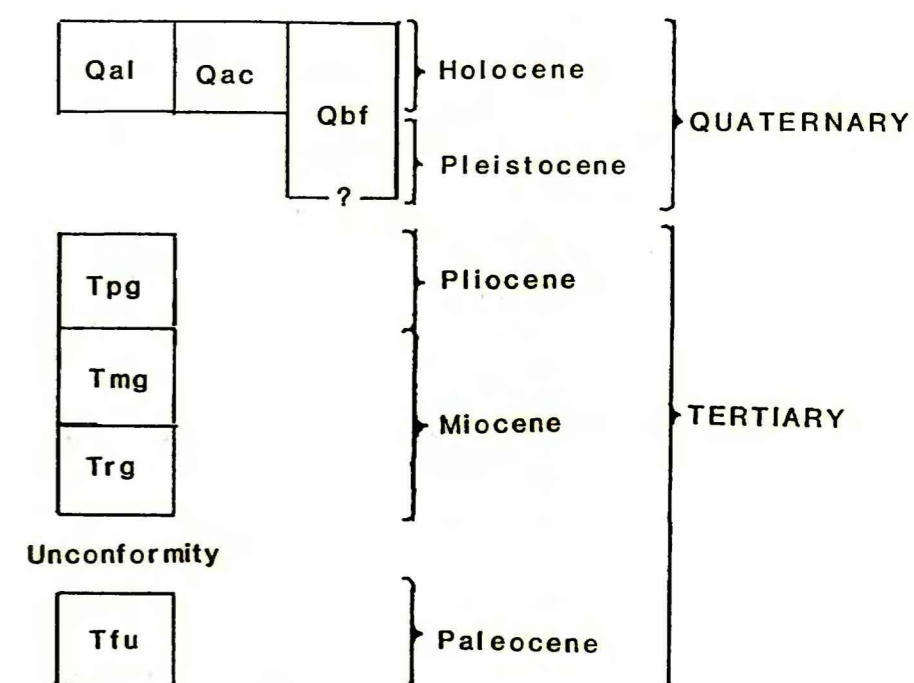 Qal Qac Holocene
Qbf QUATERNARY
Pleistocene
?
Tpg Pliocene
Tmg
Miocene TERTIARY
Trg
Unconformity
Tfu Paleocene